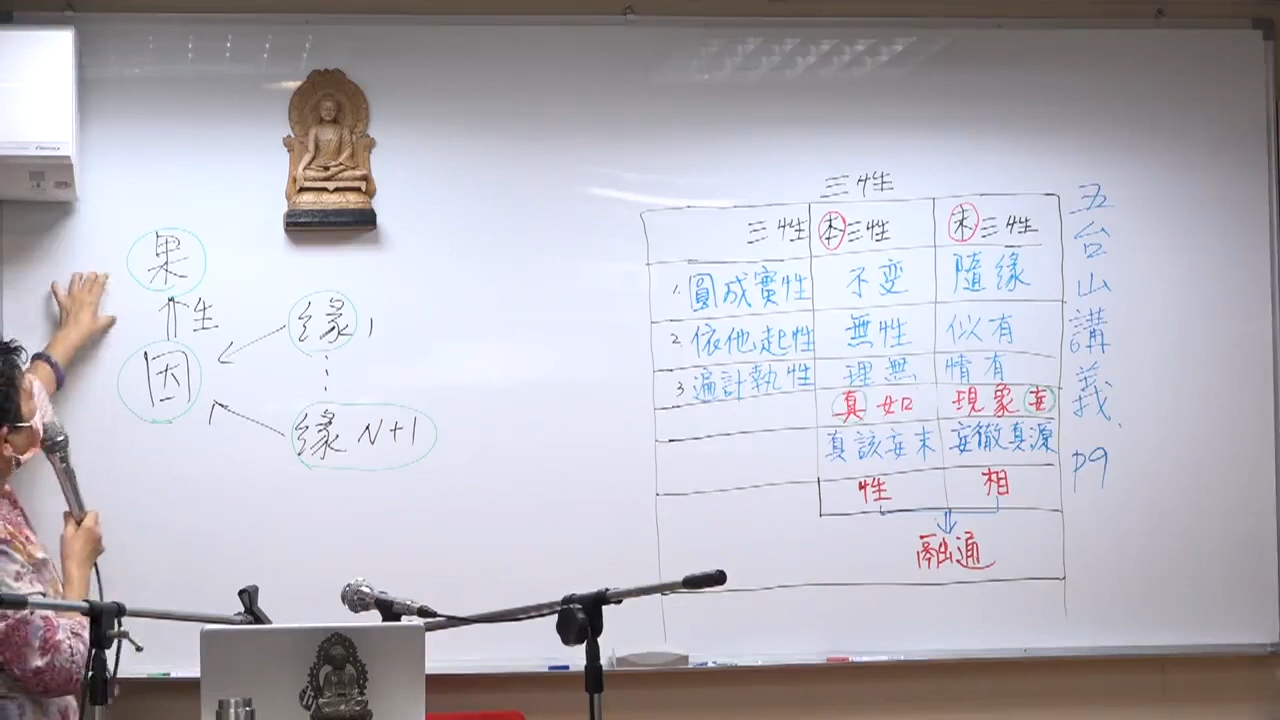 果
性
因
緣1
緣N+1
三性
三性 本三性 末三性
1.圓成實性 不变 隨緣
2.依他起性 無性 似有
3遍計執性 理無 情有
真如 現象妄
真該妄末 妄徹真源
性 相
融通
五台山講義 P9